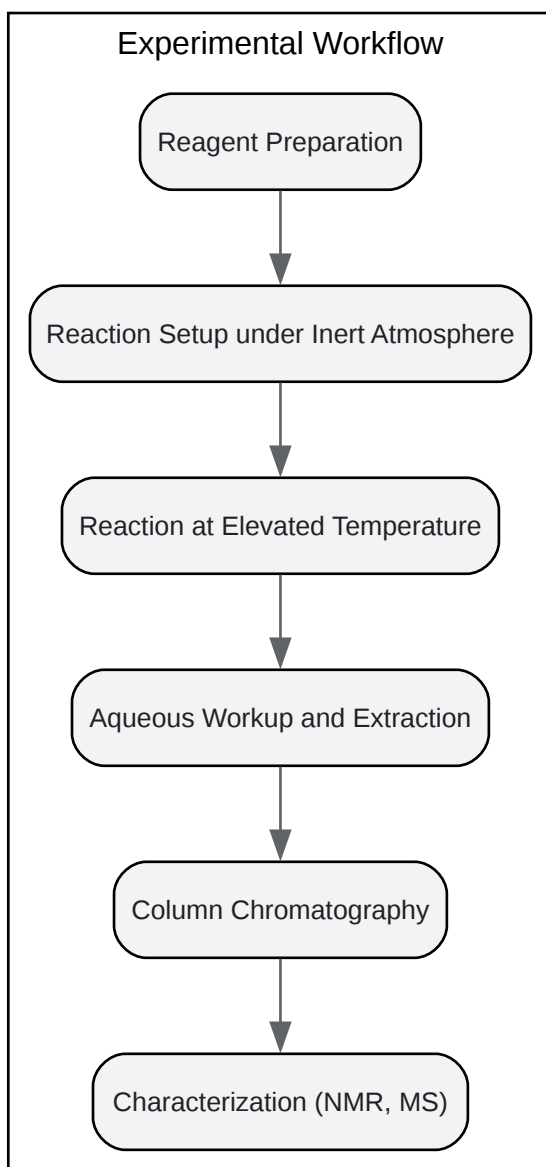 Experimental Workflow
Reagent Preparation
Reaction Setup under Inert Atmosphere
Reaction at Elevated Temperature
Aqueous Workup and Extraction
Column Chromatography
Characterization (NMR, MS)